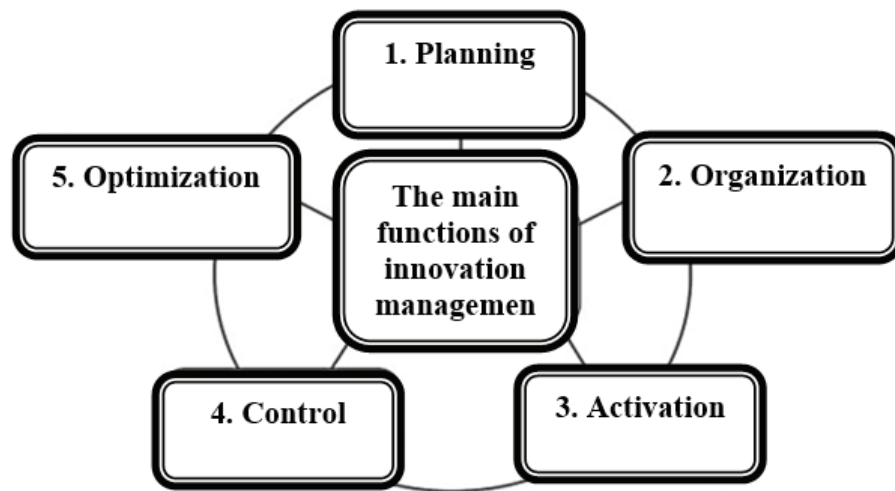 1. Planning
5. Optimization
2. Organization
The main
functions of
innovation
managemen
4. Control
3. Activation